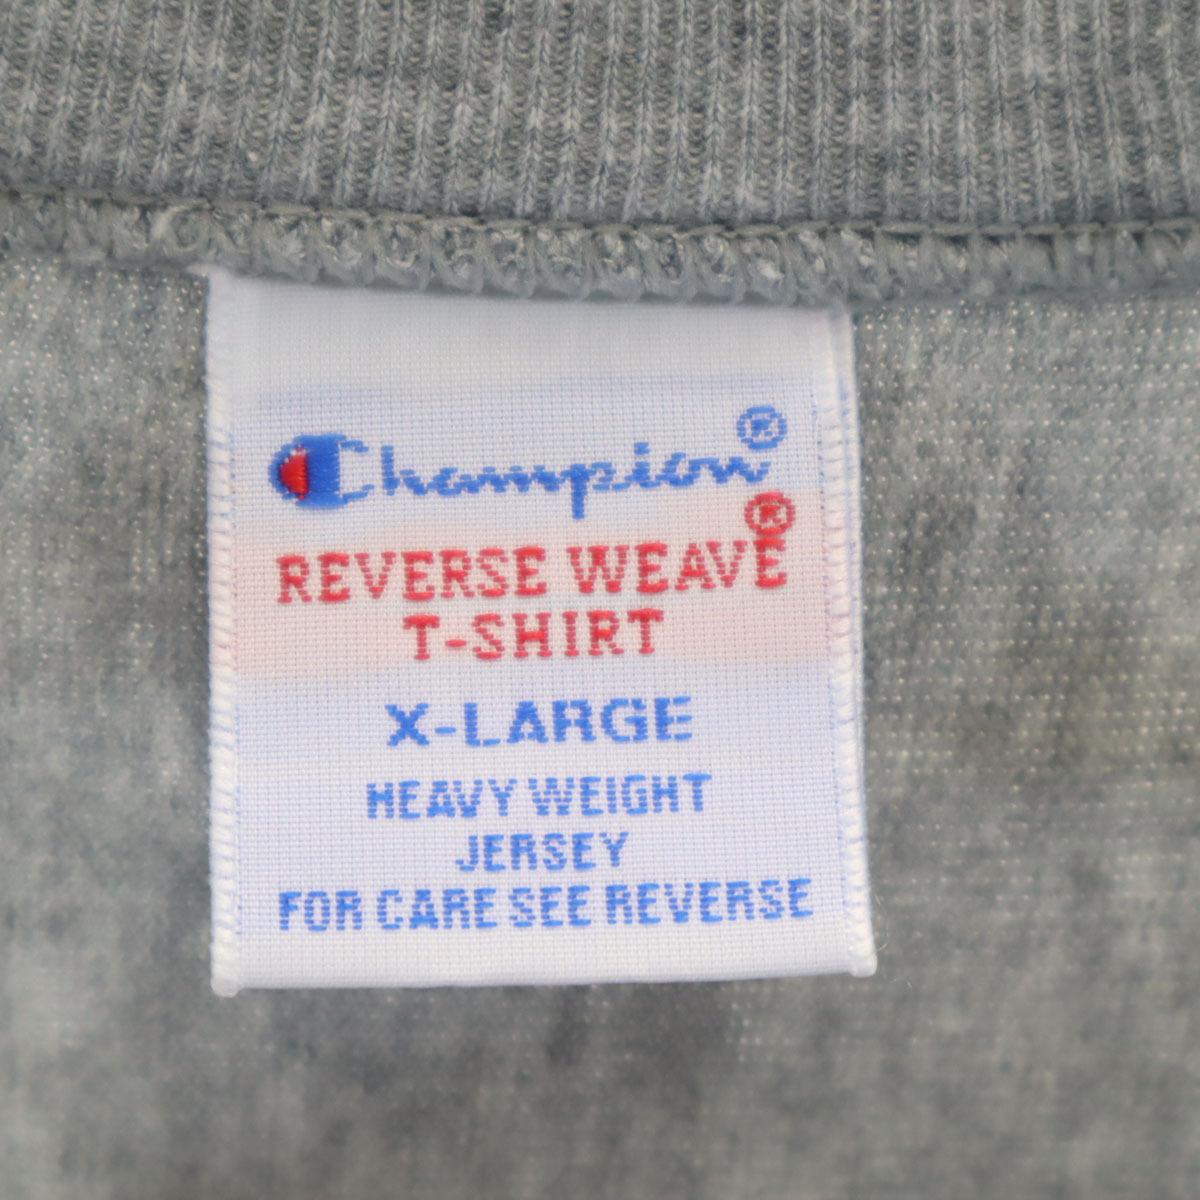 Champion®
REVERSE WEAVE®
T-SHIRT
X-LARGE
HEAVY WEIGHT
JERSEY
FOR CARE SEE REVERSE